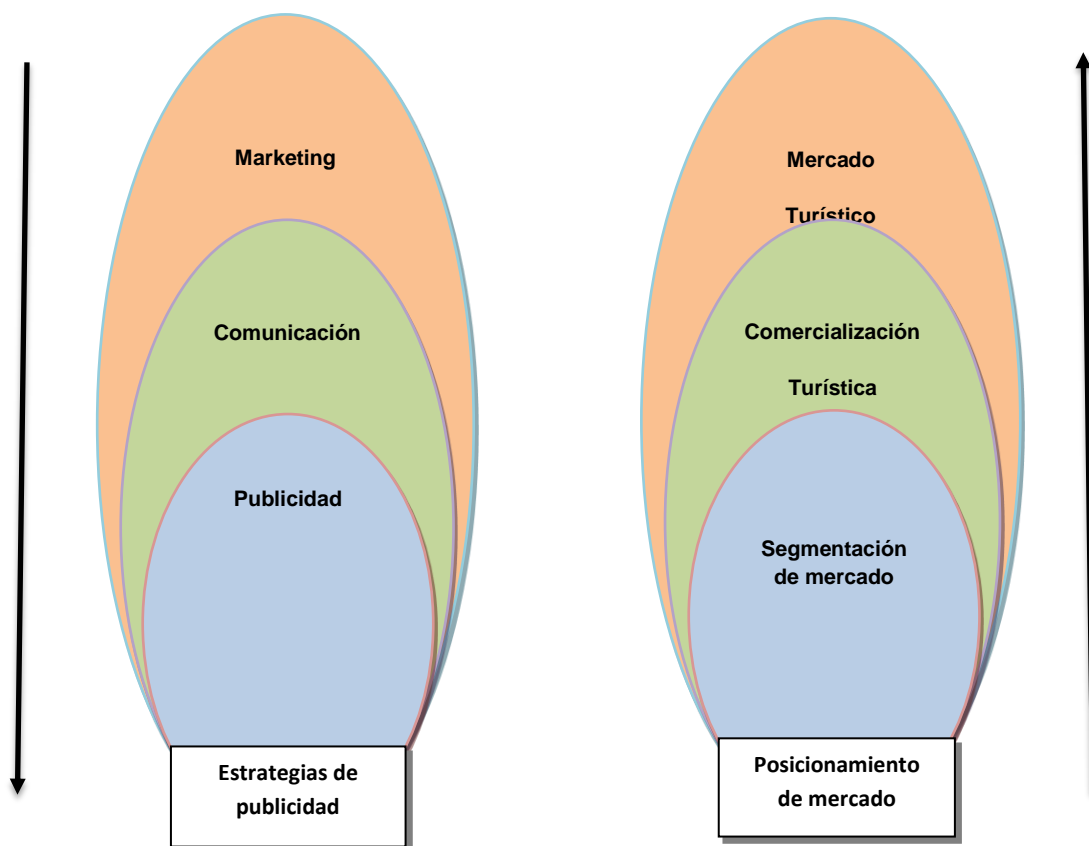 Marketing
Comunicación
Publicidad
Estrategias de
publicidad
Mercado
Turístico
Comercialización
Turística
Segmentación
de mercado
Posicionamiento
de mercado